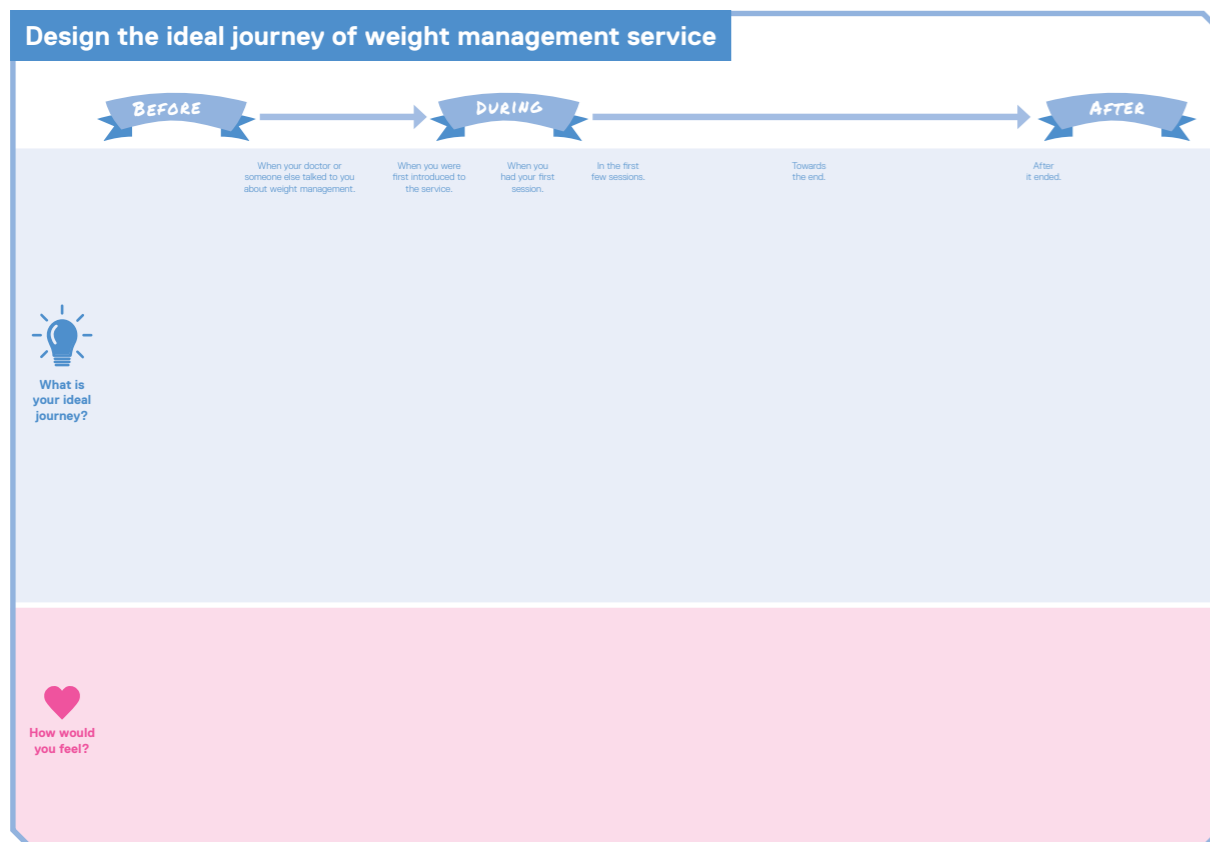 Design the ideal journey of weight management service
BEFORE
DURING
AFTER
When your doctor or
someone else talked to you
about weight management.
When you were
first introduced to
the service.
When you
had your first
session.
In the first
few sessions.
Towards
the end.
After
it ended.
What is
your ideal
journey?
How would
you feel?